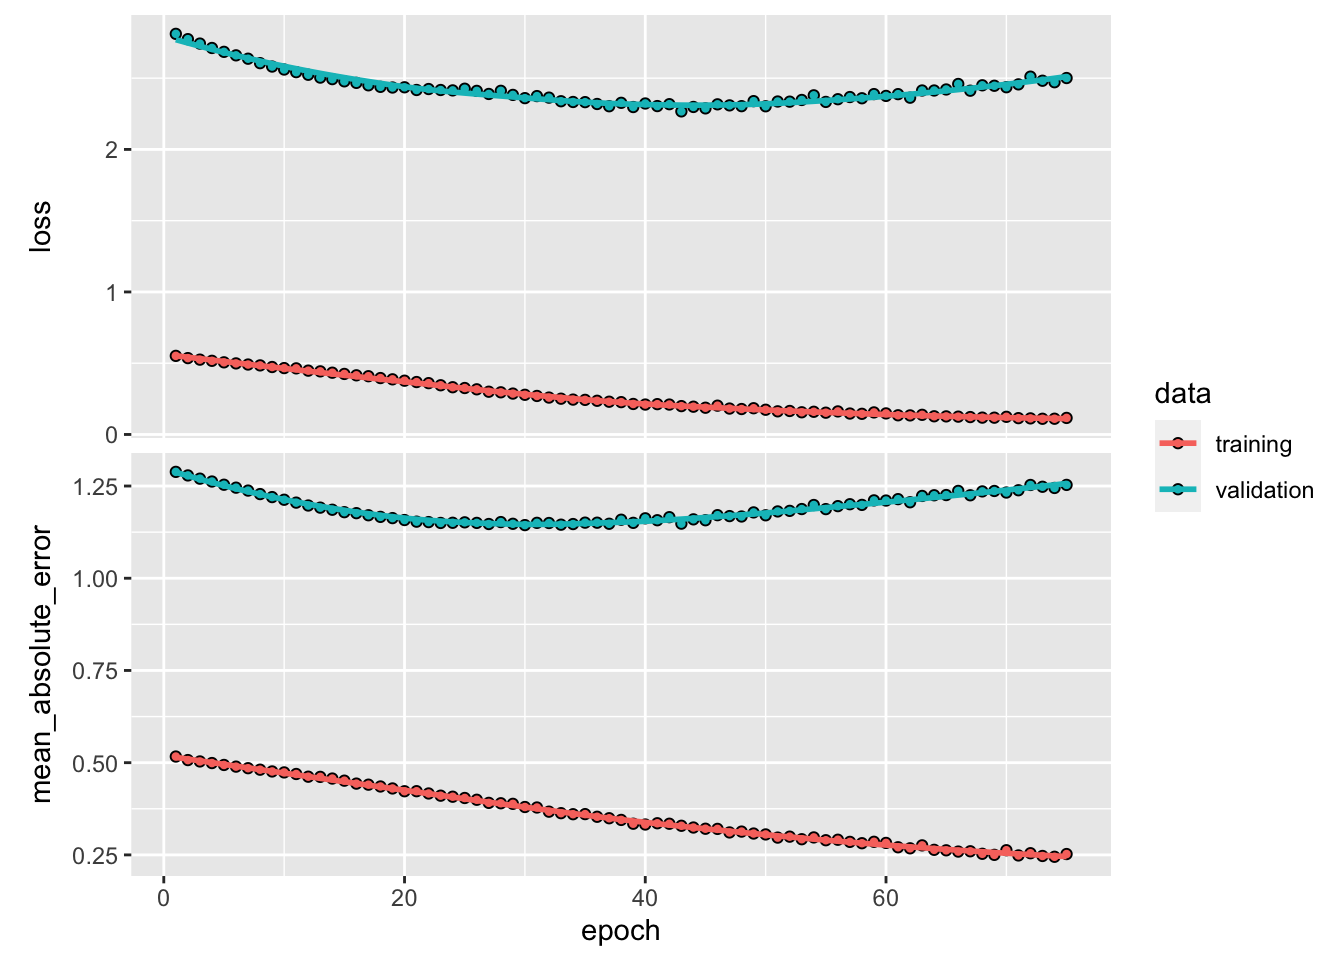 2
1
0
loss
1.25
1.00
0.75
0.50
0.25
mean_absolute_error
0 20 40 60
epoch
data
training
validation